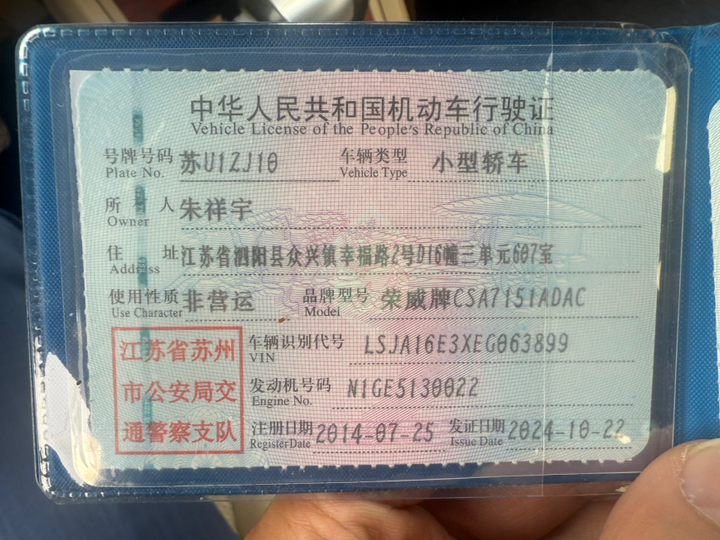 中华人民共和国机动车行驶证
Vehicle License of the People's Republic of China
号牌号码 苏U1ZJ10 车辆类型 小型轿车
Plate No. Vehicle Type
所 有 人 朱祥宇
Owner
住 址 江苏省泗阳县众兴镇幸福路2号D16幢三单元607室
Address
使用性质 非营运 品牌型号 荣威牌CSA7151ADAC
Use Character Model
江苏省苏州
市公安局交
通警察支队
车辆识别代号 LSJA16E3XEG063899
VIN
发动机号码 N1GE5130022
Engine No.
注册日期 2014-07-25 发证日期 2024-10-22
Register Date Issue Date